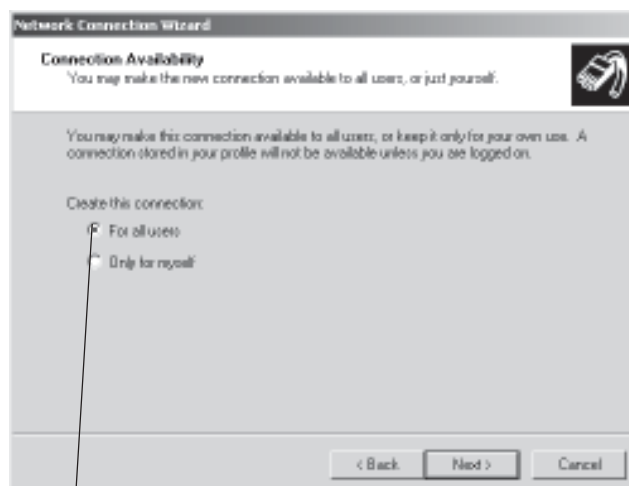 Network Connection Wizard
Connection Availability
You may make the new connection available to all users, or just yourself.
You may make this connection available to all users, or keep it only for your own use. A
connection stored in your profile will not be available unless you are logged on.
Create this connection:
For all users
Only for myself
< Back
Next >
Cancel